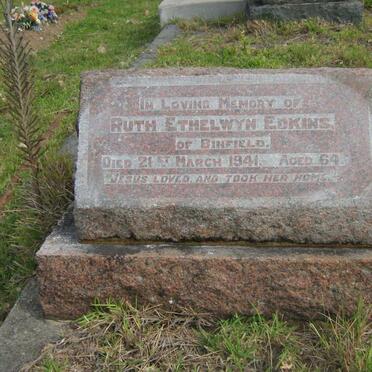 In Loving Memory of
Ruth Ethelwyn Edkins,
of Binfield.
Died 21st March 1941. Aged 64
Jesus loved and took her home.